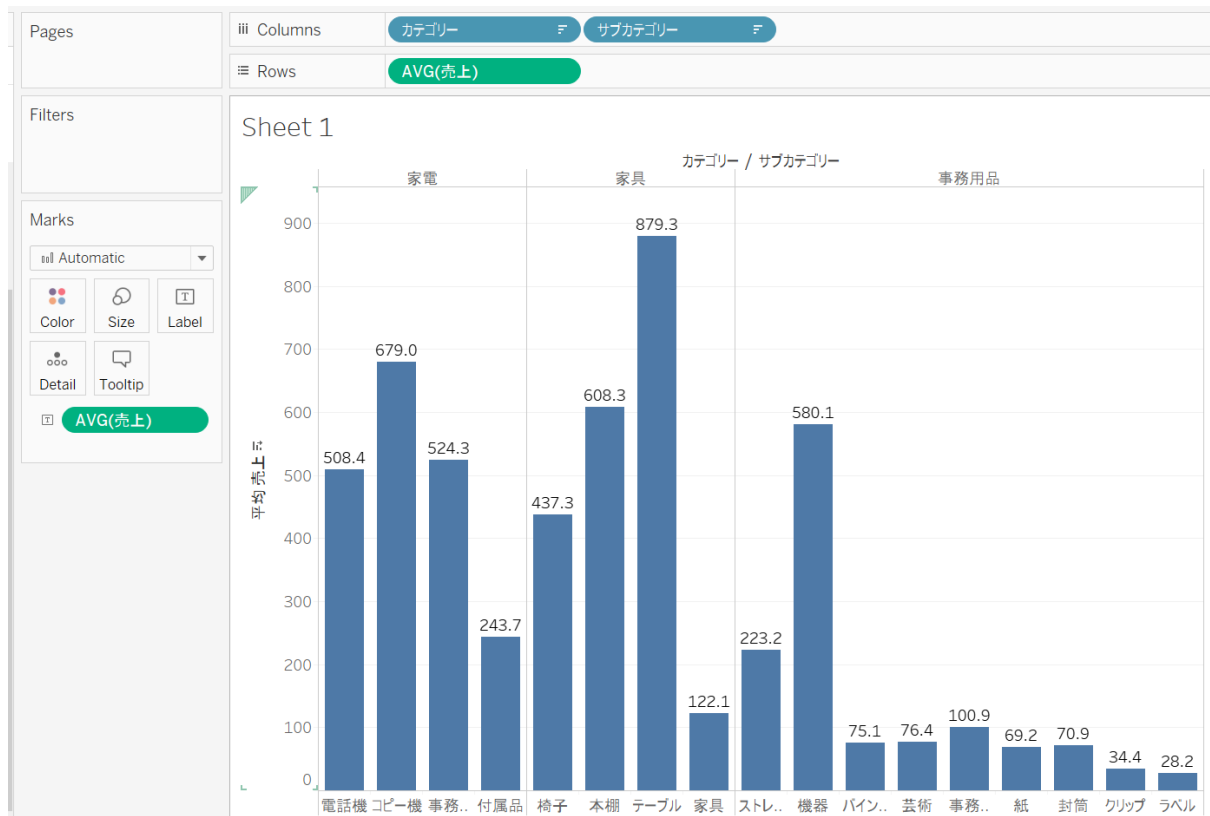 Pages
Columns カテゴリー サブカテゴリー
Rows AVG(売上)
Filters
Marks
Automatic
Color Size Label
Detail Tooltip
AVG(売上)
Sheet 1
カテゴリー / サブカテゴリー
家電 家具 事務用品
平均 売上
900
800
700
600
500
400
300
200
100
0
508.4 679.0 524.3 243.7 437.3 608.3 879.3 122.1 223.2 580.1 75.1 76.4 100.9 69.2 70.9 34.4 28.2
電話機 コピー機 事務.. 付属品 椅子 本棚 テーブル 家具 ストレ.. 機器 バイン.. 芸術 事務.. 紙 封筒 クリップ ラベル